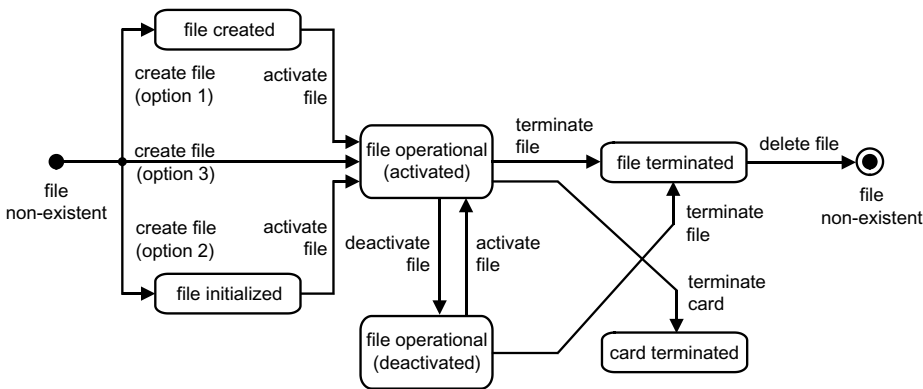 file created
create file
(option 1)
activate
file
file
non-existent
create file
(option 3)
file operational
(activated)
terminate
file
file terminated
delete file
file
non-existent
create file
(option 2)
activate
file
file initialized
deactivate
file
activate
file
terminate
file
terminate
card
file operational
(deactivated)
card terminated